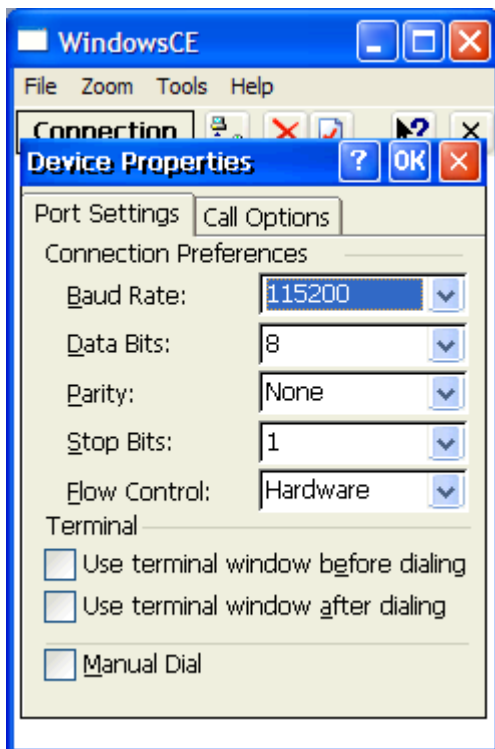 WindowsCE
File Zoom Tools Help
Connection
Device Properties ? OK
Port Settings Call Options
Connection Preferences
Baud Rate: 115200
Data Bits: 8
Parity: None
Stop Bits: 1
Flow Control: Hardware
Terminal
Use terminal window before dialing
Use terminal window after dialing
Manual Dial